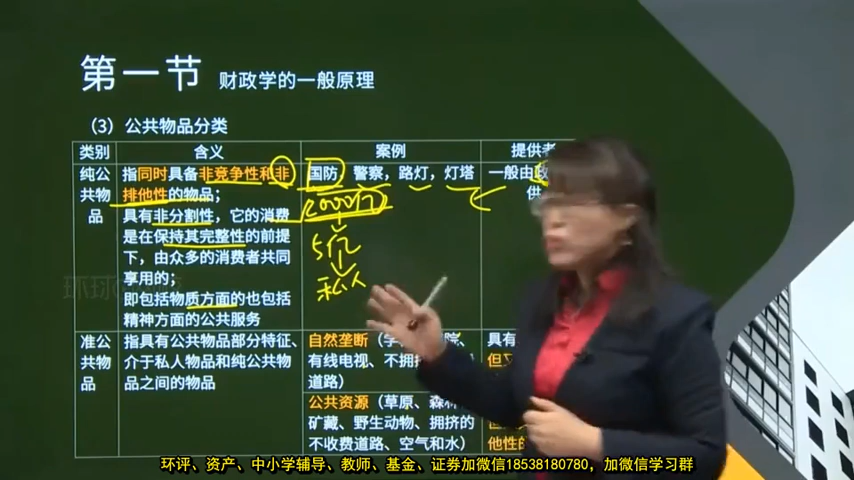 第一节 财政学的一般原理
（3）公共物品分类
类别 含义 案例 提供者
纯公共物品
指同时具备非竞争性和非排他性的物品；
具有非分割性，它的消费是在保持其完整性的前提下，由众多的消费者共同享用的；
即包括物质方面的也包括精神方面的公共服务
国防，警察，路灯，灯塔
2000亿
5亿
私人
一般由
准公共物品
指具有公共物品部分特征、介于私人物品和纯公共物品之间的物品
自然垄断（学
有线电视、不拥
道路）
具有
但又
公共资源（草原、森林
矿藏、野生动物、拥挤的
不收费道路、空气和水）
他性的
环球
环评、资产、中小学辅导、教师、基金、证券加微信18538180780，加微信学习群